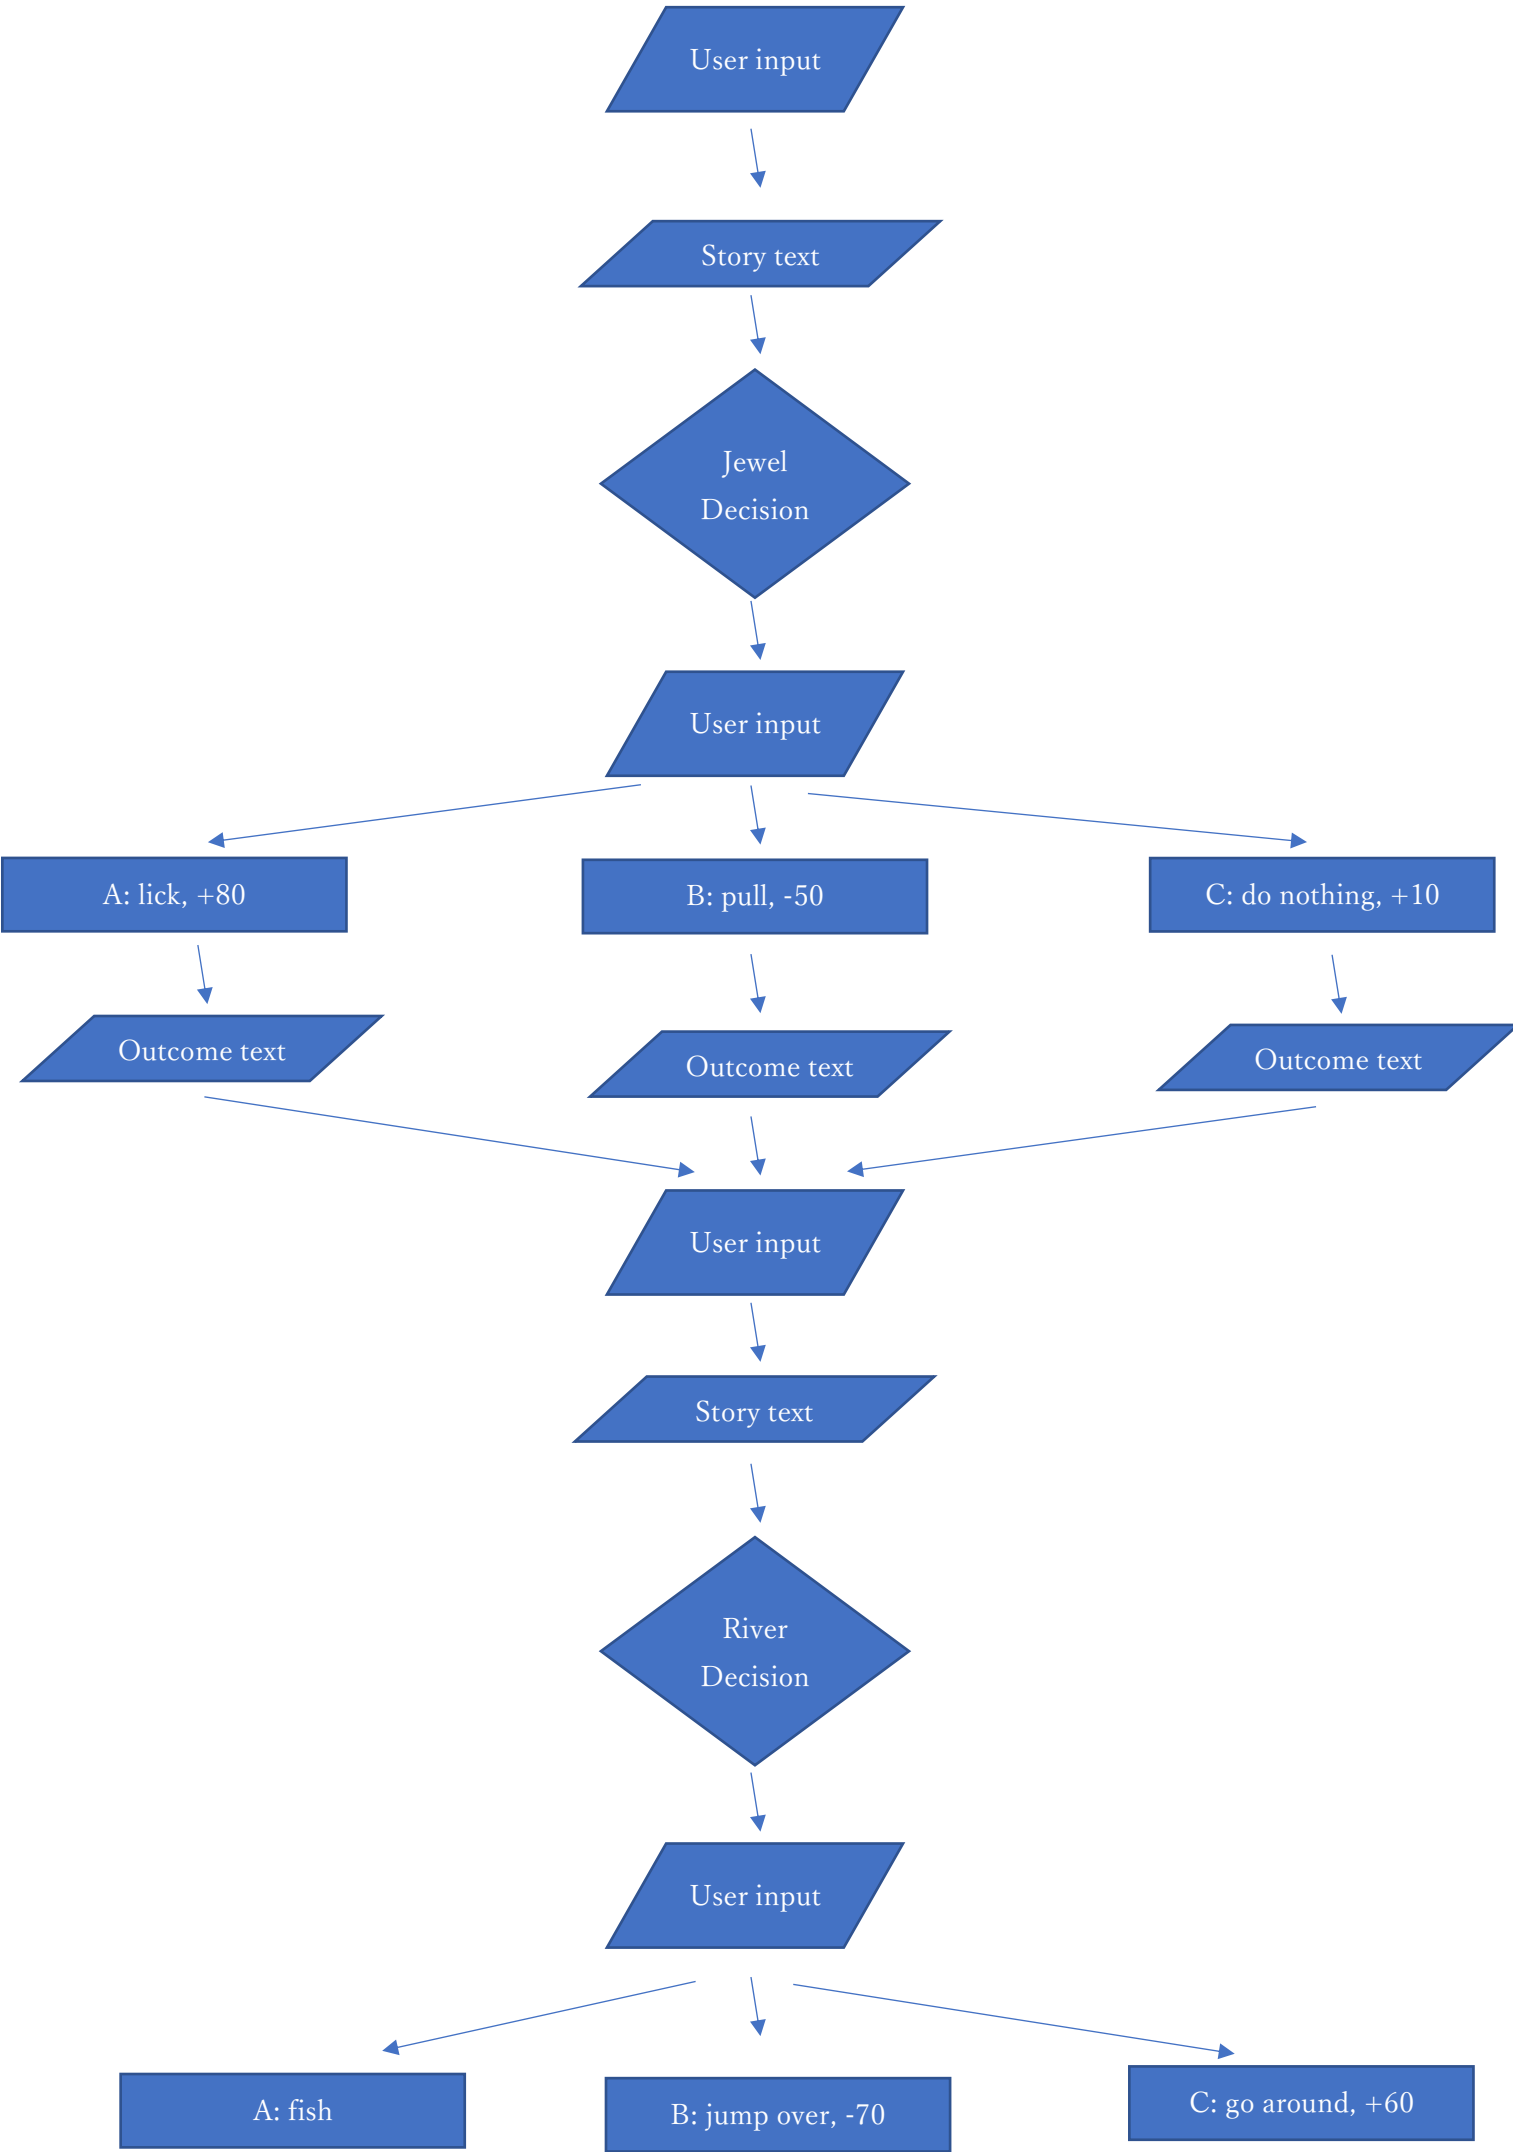 User input
Story text
Jewel
Decision
User input
A: lick, +80
B: pull, -50
C: do nothing, +10
Outcome text
Outcome text
Outcome text
User input
Story text
River
Decision
User input
A: fish
B: jump over, -70
C: go around, +60